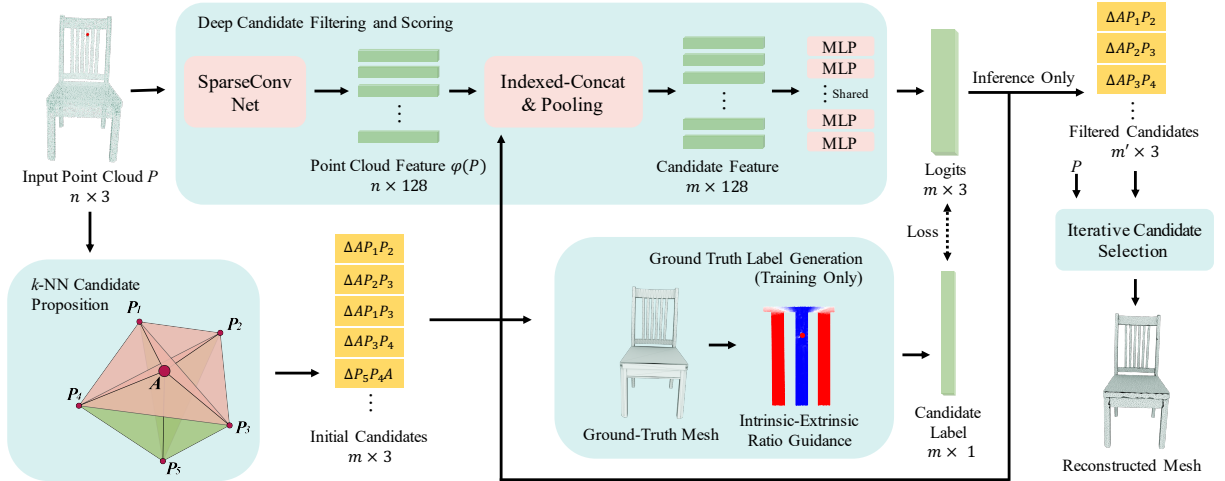 Deep Candidate Filtering and Scoring
SparseConv
Net
Point Cloud Feature φ(P)
n × 128
Indexed-Concat
& Pooling
Candidate Feature
m × 128
MLP
MLP
Shared
MLP
MLP
Logits
m × 3
Inference Only
ΔAP₁P₂
ΔAP₂P₃
ΔAP₃P₄
Filtered Candidates
m′ × 3
Input Point Cloud P
n × 3
P
Iterative Candidate
Selection
Reconstructed Mesh
k-NN Candidate
Proposition
P₁
P₂
A
P₄
P₃
P₅
ΔAP₁P₂
ΔAP₂P₃
ΔAP₁P₃
ΔAP₃P₄
ΔP₅P₄A
Initial Candidates
m × 3
Ground Truth Label Generation
(Training Only)
Ground-Truth Mesh
Intrinsic-Extrinsic
Ratio Guidance
Loss
Candidate
Label
m × 1